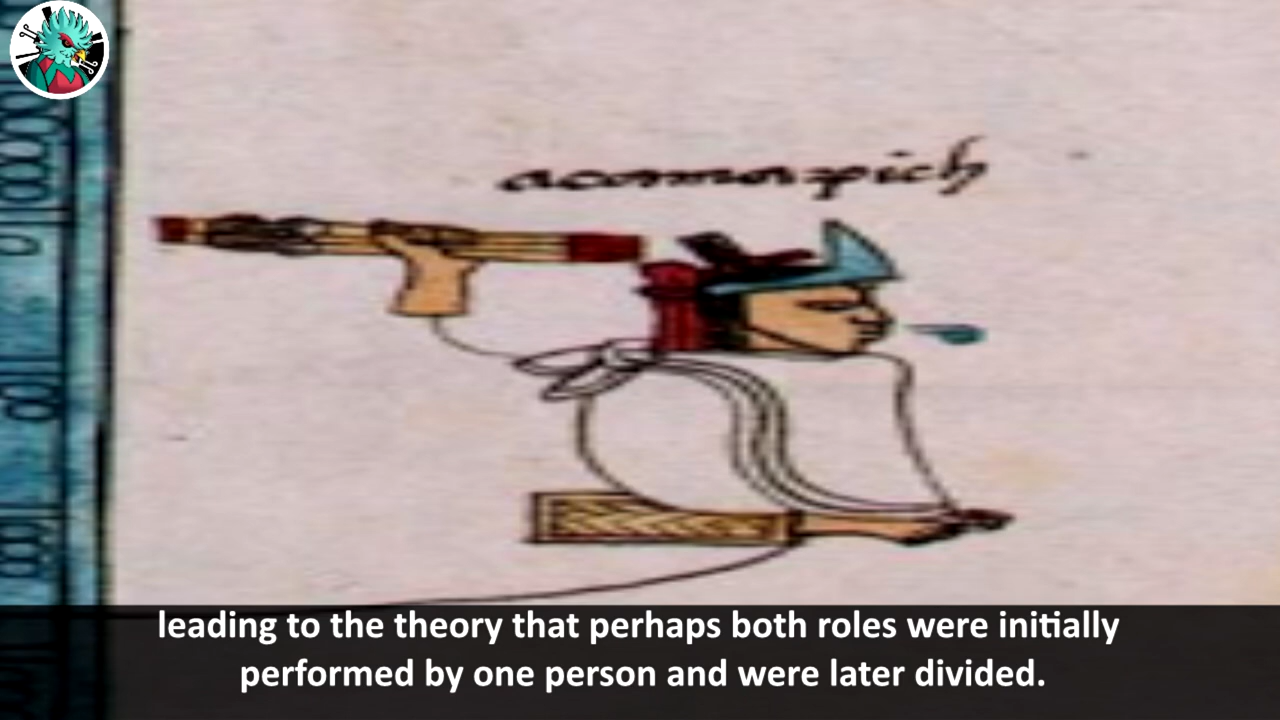 acamapich
leading to the theory that perhaps both roles were initially
performed by one person and were later divided.